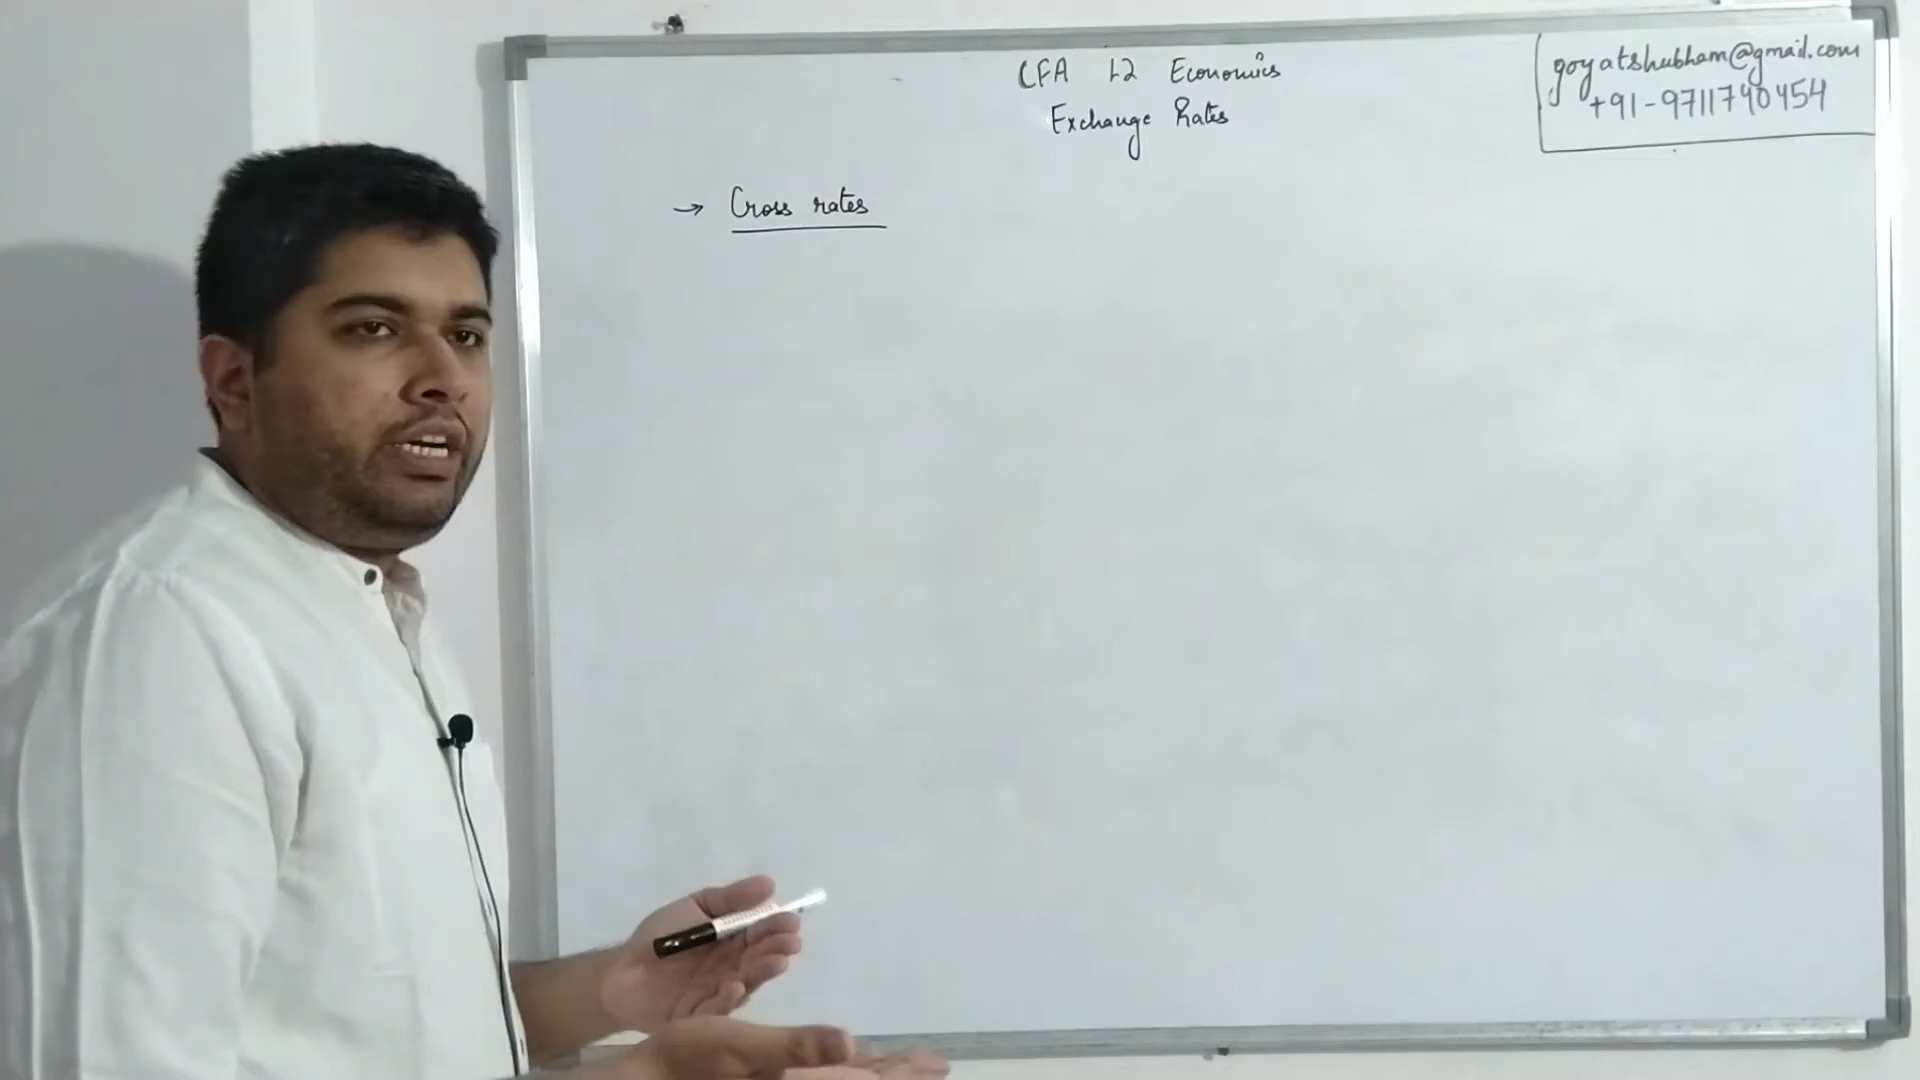 CFA L2 Economics
Exchange Rates
goyatshubham@gmail.com
+91-9711740454
→ Cross rates